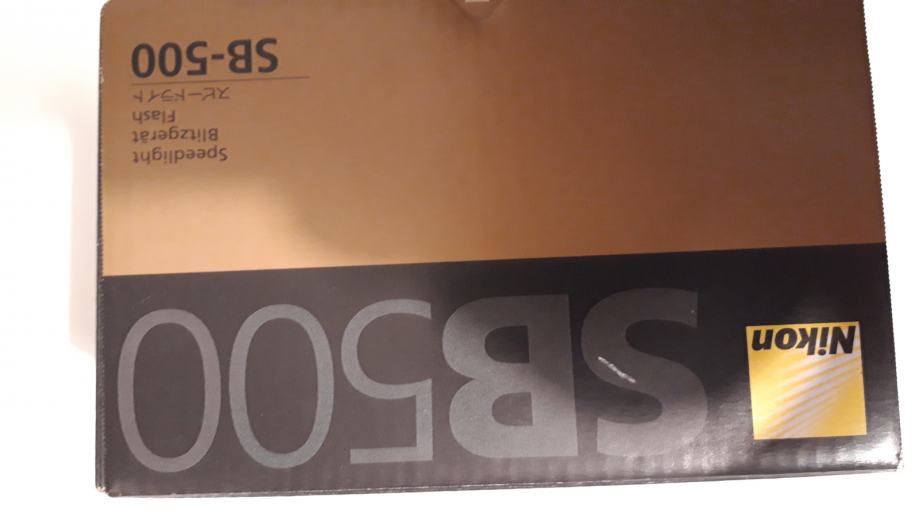 Nikon
SB500
Speedlight
Blitzgerät
Flash
スピードライト
SB-500